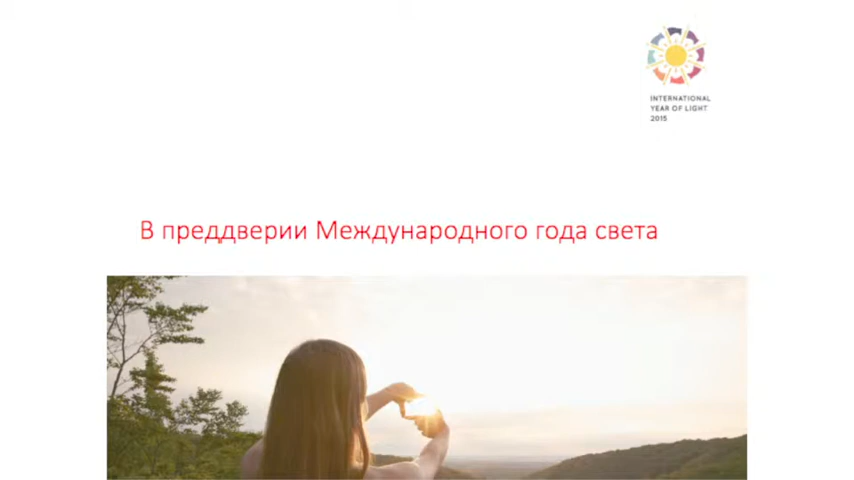 INTERNATIONAL
YEAR OF LIGHT
2015
В преддверии Международного года света